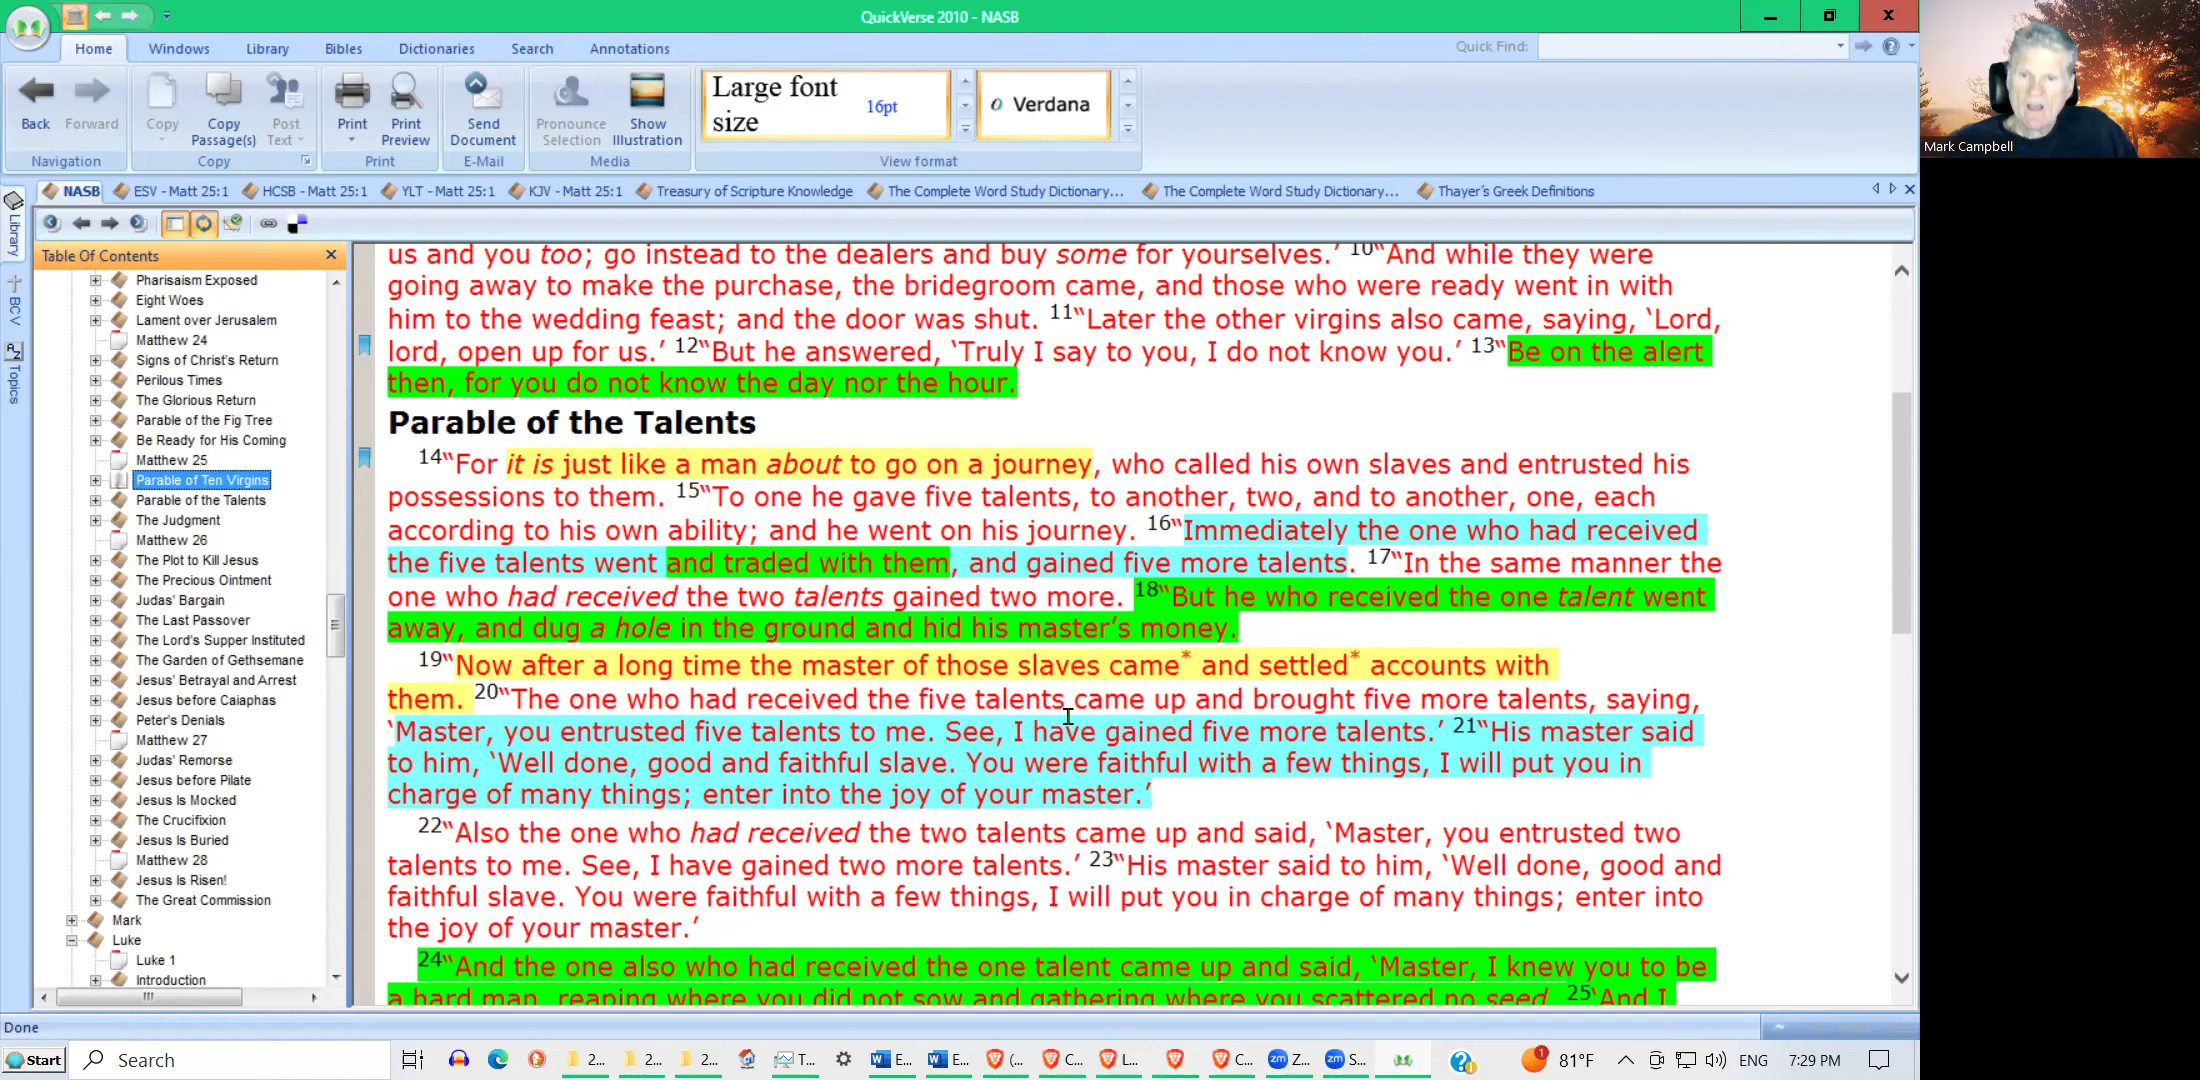 QuickVerse 2010 - NASB
Home Windows Library Bibles Dictionaries Search Annotations Quick Find:
Back Forward Copy Copy Passage(s) Post Text Print Print Preview Send Document Pronounce Selection Show Illustration Large font size 16pt Verdana
Navigation Copy Print E-Mail Media View format
Mark Campbell
NASB ESV - Matt 25:1 HCSB - Matt 25:1 YLT - Matt 25:1 KJV - Matt 25:1 Treasury of Scripture Knowledge The Complete Word Study Dictionary... The Complete Word Study Dictionary... Thayer's Greek Definitions
Library
BCV
Topics
Table Of Contents
Pharisaism Exposed
Eight Woes
Lament over Jerusalem
Matthew 24
Signs of Christ's Return
Perilous Times
The Glorious Return
Parable of the Fig Tree
Be Ready for His Coming
Matthew 25
Parable of Ten Virgins
Parable of the Talents
The Judgment
Matthew 26
The Plot to Kill Jesus
The Precious Ointment
Judas' Bargain
The Last Passover
The Lord's Supper Instituted
The Garden of Gethsemane
Jesus' Betrayal and Arrest
Jesus before Caiaphas
Peter's Denials
Matthew 27
Judas' Remorse
Jesus before Pilate
Jesus Is Mocked
The Crucifixion
Jesus Is Buried
Matthew 28
Jesus Is Risen!
The Great Commission
Mark
Luke
Luke 1
Introduction
us and you too; go instead to the dealers and buy some for yourselves.’ 10“And while they were
going away to make the purchase, the bridegroom came, and those who were ready went in with
him to the wedding feast; and the door was shut. 11“Later the other virgins also came, saying, ‘Lord,
lord, open up for us.’ 12“But he answered, ‘Truly I say to you, I do not know you.’ 13“Be on the alert
then, for you do not know the day nor the hour.
Parable of the Talents
14“For it is just like a man about to go on a journey, who called his own slaves and entrusted his
possessions to them. 15“To one he gave five talents, to another, two, and to another, one, each
according to his own ability; and he went on his journey. 16“Immediately the one who had received
the five talents went and traded with them, and gained five more talents. 17“In the same manner the
one who had received the two talents gained two more. 18“But he who received the one talent went
away, and dug a hole in the ground and hid his master’s money.
19“Now after a long time the master of those slaves came* and settled* accounts with
them. 20“The one who had received the five talents came up and brought five more talents, saying,
‘Master, you entrusted five talents to me. See, I have gained five more talents.’ 21“His master said
to him, ‘Well done, good and faithful slave. You were faithful with a few things, I will put you in
charge of many things; enter into the joy of your master.’
22“Also the one who had received the two talents came up and said, ‘Master, you entrusted two
talents to me. See, I have gained two more talents.’ 23“His master said to him, ‘Well done, good and
faithful slave. You were faithful with a few things, I will put you in charge of many things; enter into
the joy of your master.’
24“And the one also who had received the one talent came up and said, ‘Master, I knew you to be
a hard man, reaping where you did not sow and gathering where you scattered no seed. 25‘And I
Done
Start Search 2... 2... 2... T... E... E... (... C... L... C... zm Z... zm S... 1 81°F ENG 7:29 PM